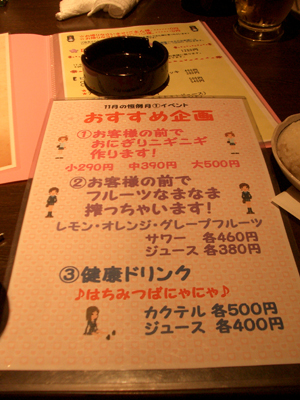 11月の恒例月①イベント
おすすめ企画
①お客様の前で
おにぎりニギニギ
作ります!
小290円 中390円 大500円
②お客様の前で
フルーツなまなま
搾っちゃいます!
レモン・オレンジ・グレープフルーツ
サワー 各460円
ジュース 各380円
③健康ドリンク
♪はちみつばにゃにゃ♪
カクテル 各500円
ジュース 各400円